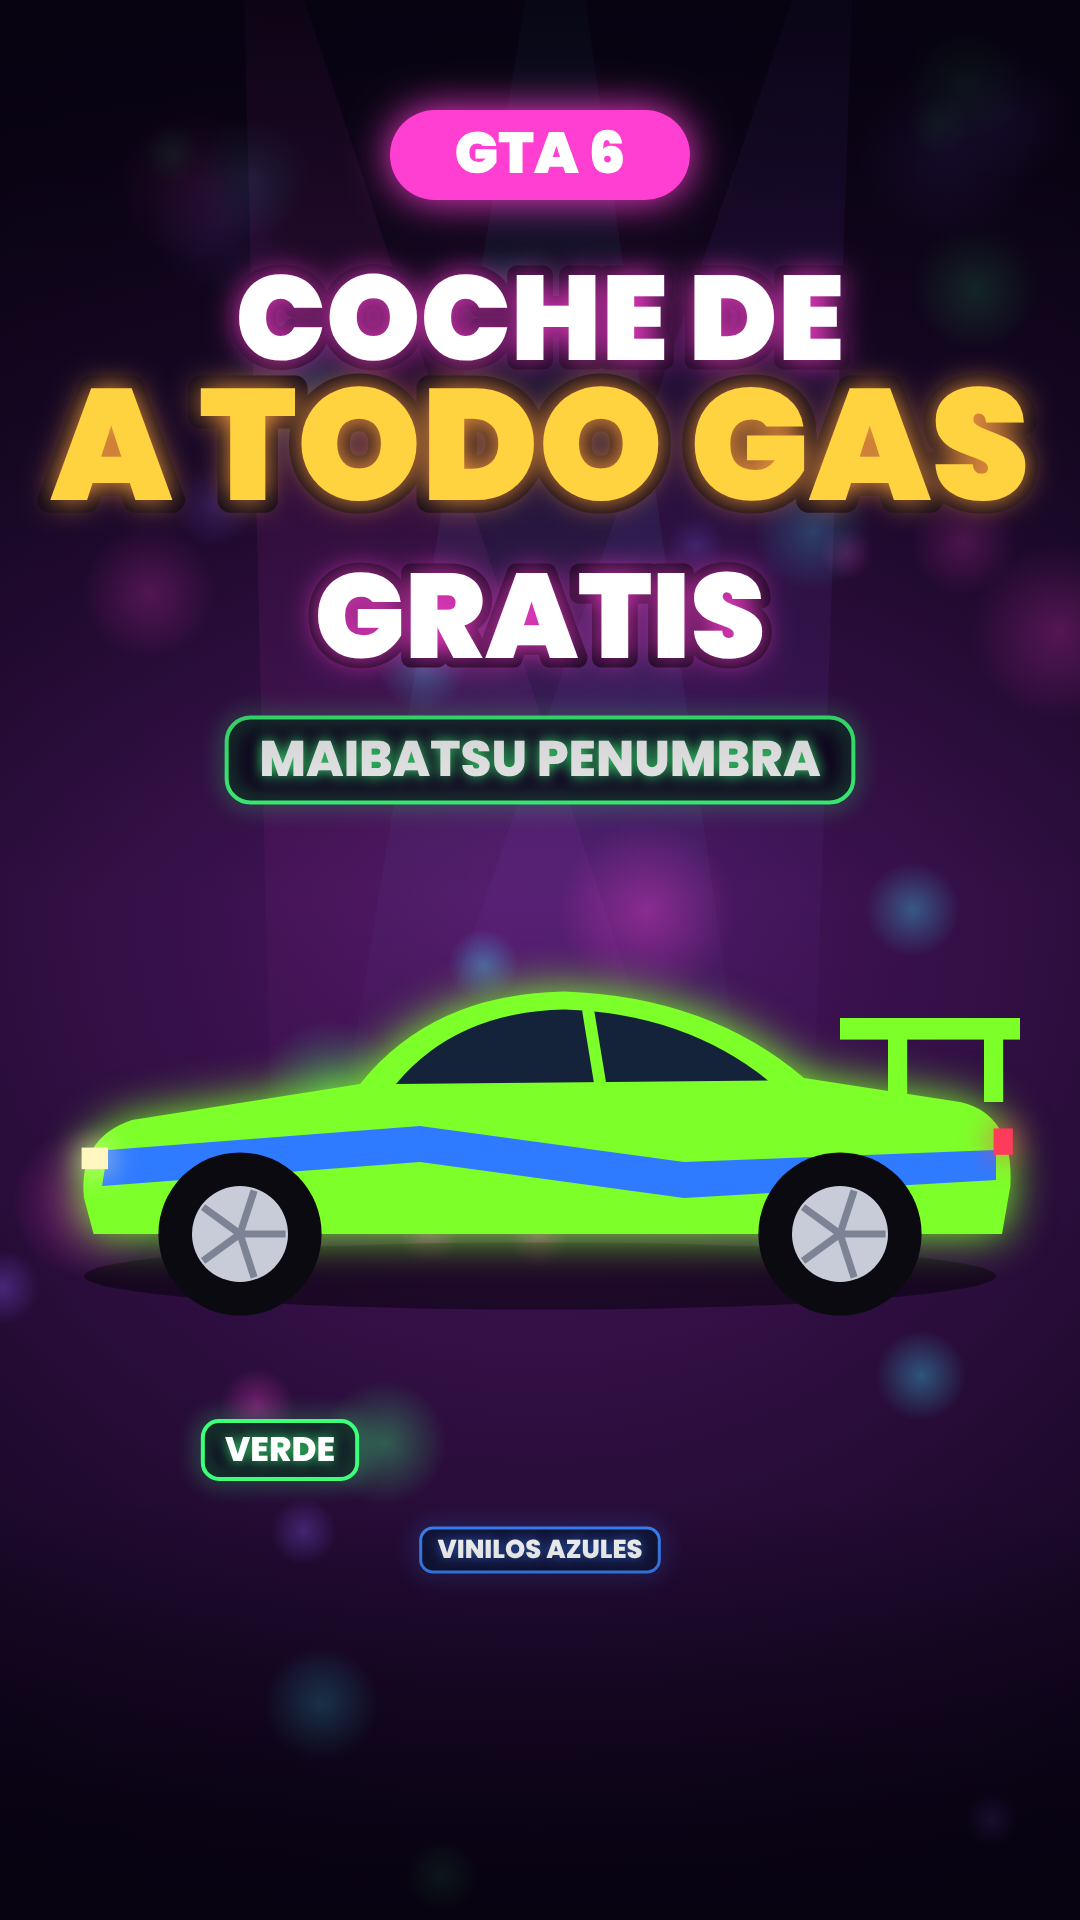 GTA 6
COCHE DE
A TODO GAS
GRATIS
MAIBATSU PENUMBRA
VERDE
VINILOS AZULES